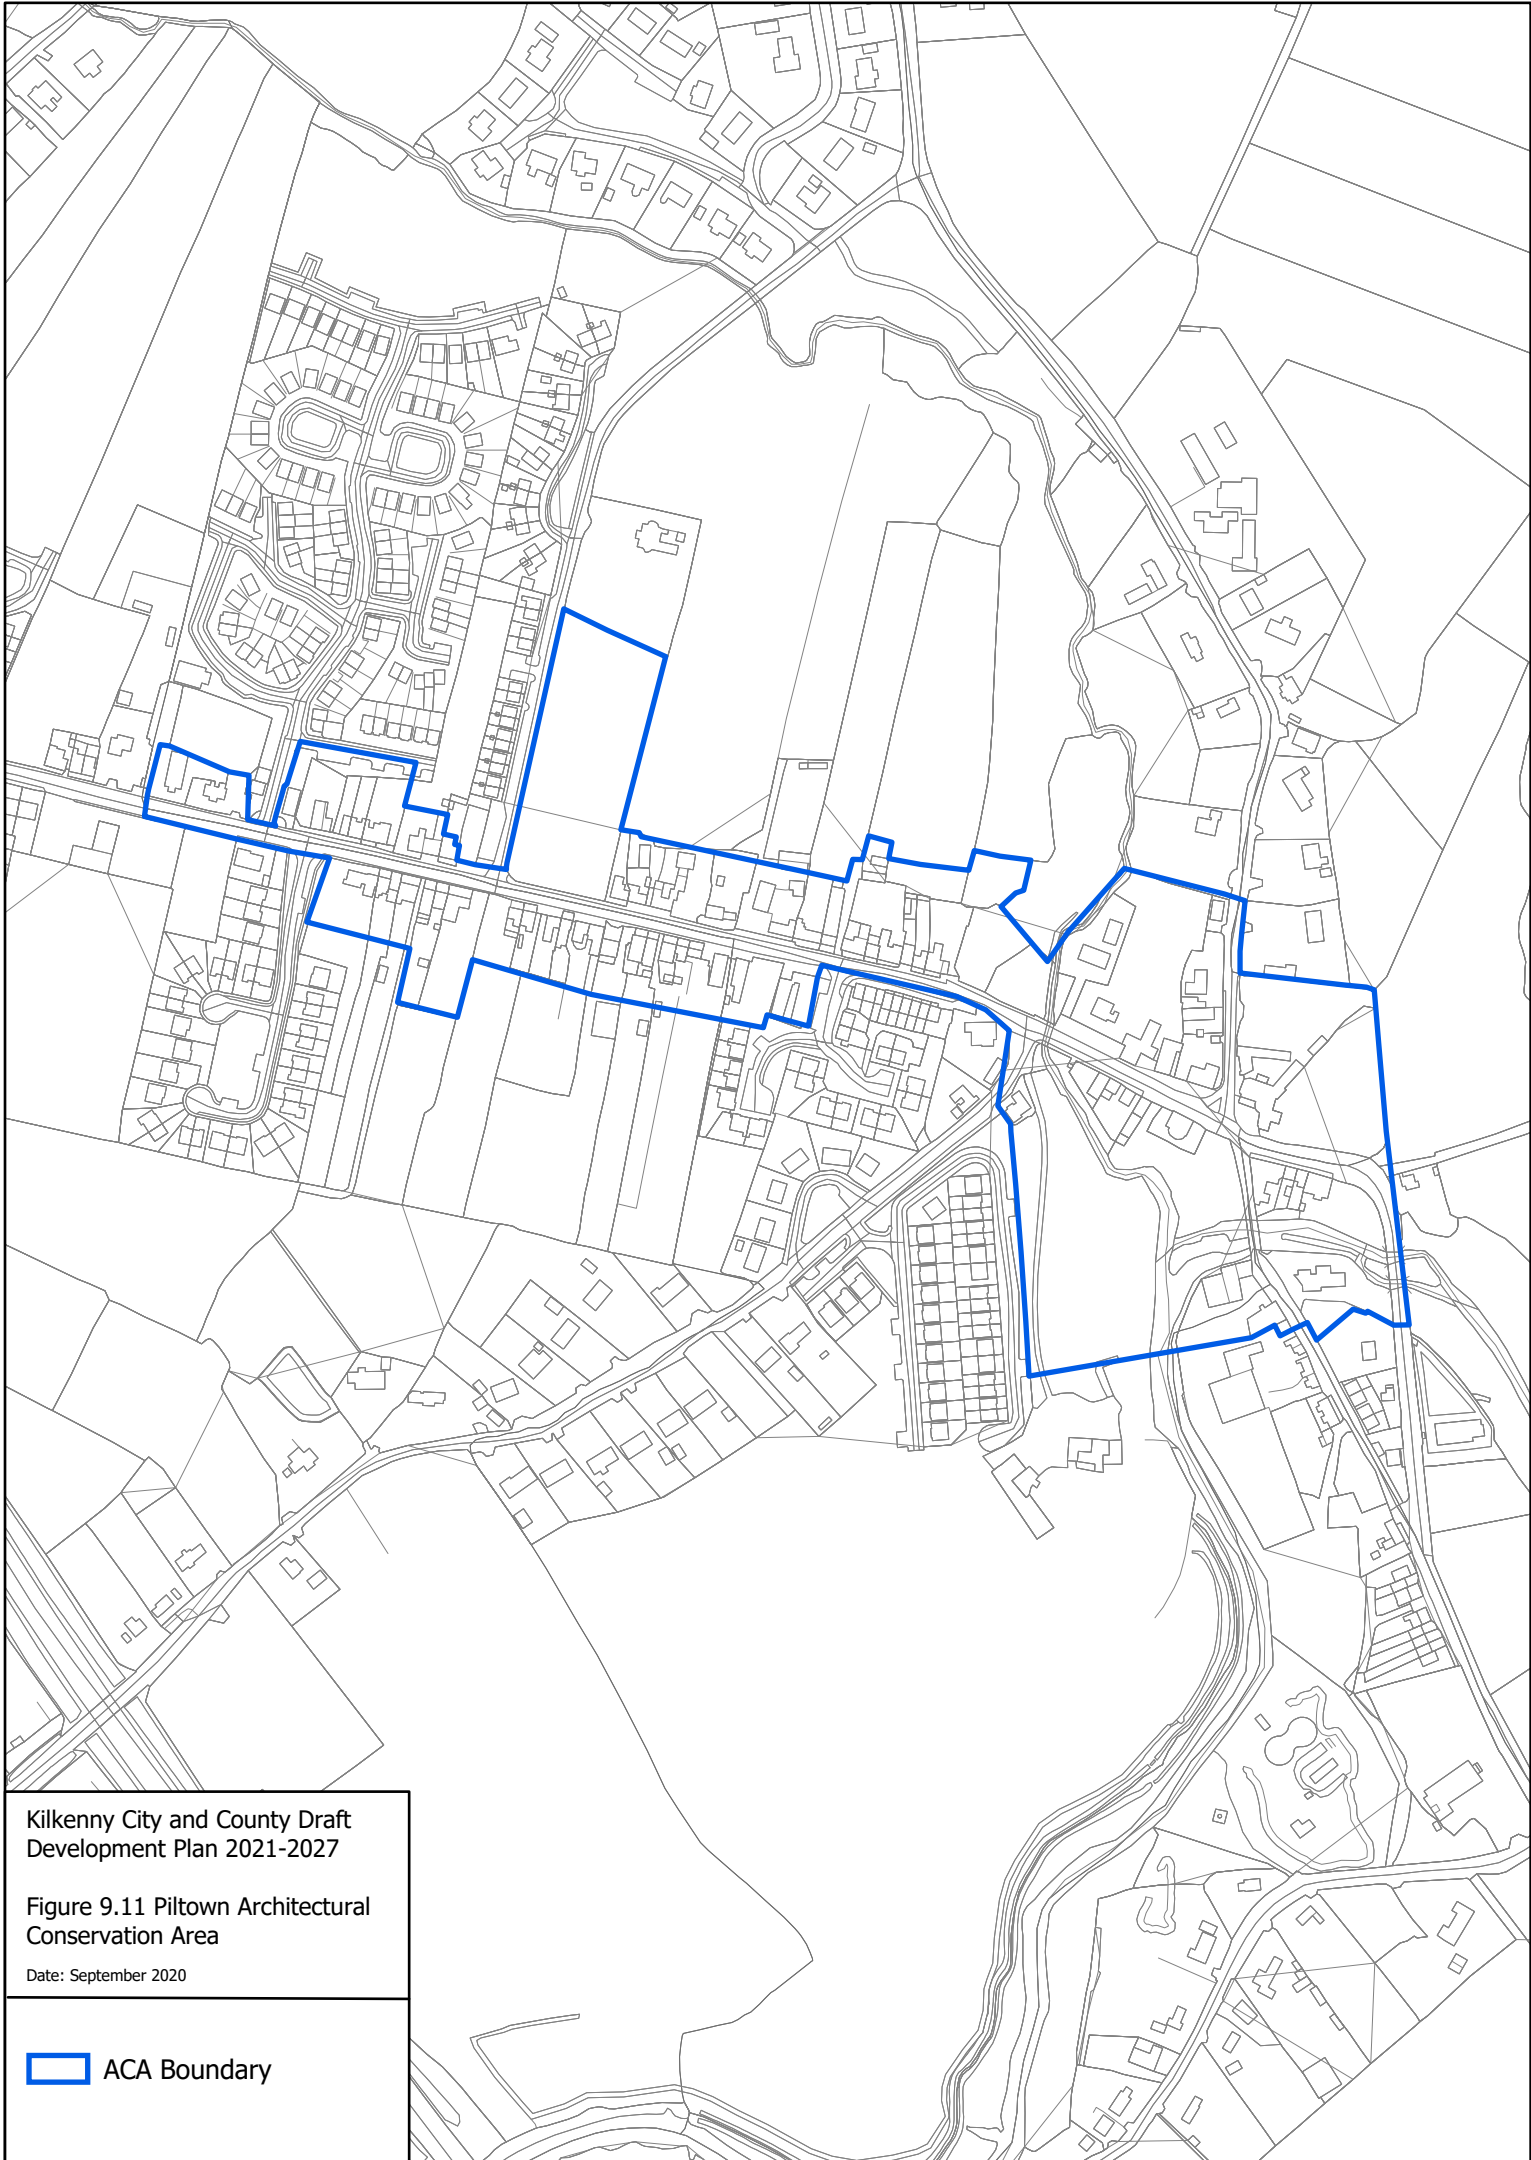 Kilkenny City and County Draft
Development Plan 2021-2027
Figure 9.11 Piltown Architectural
Conservation Area
Date: September 2020
ACA Boundary